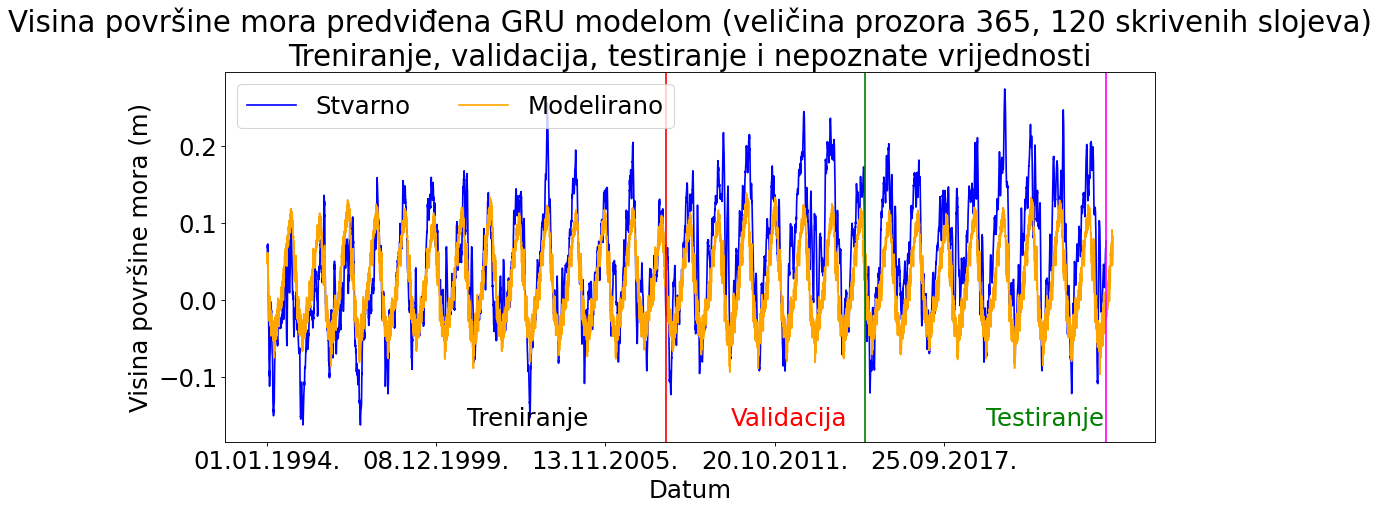 Visina površine mora predviđena GRU modelom (veličina prozora 365, 120 skrivenih slojeva)
Treniranje, validacija, testiranje i nepoznate vrijednosti
Stvarno Modelirano
Visina površine mora (m)
0.2
0.1
0.0
−0.1
Treniranje Validacija Testiranje
01.01.1994. 08.12.1999. 13.11.2005. 20.10.2011. 25.09.2017.
Datum